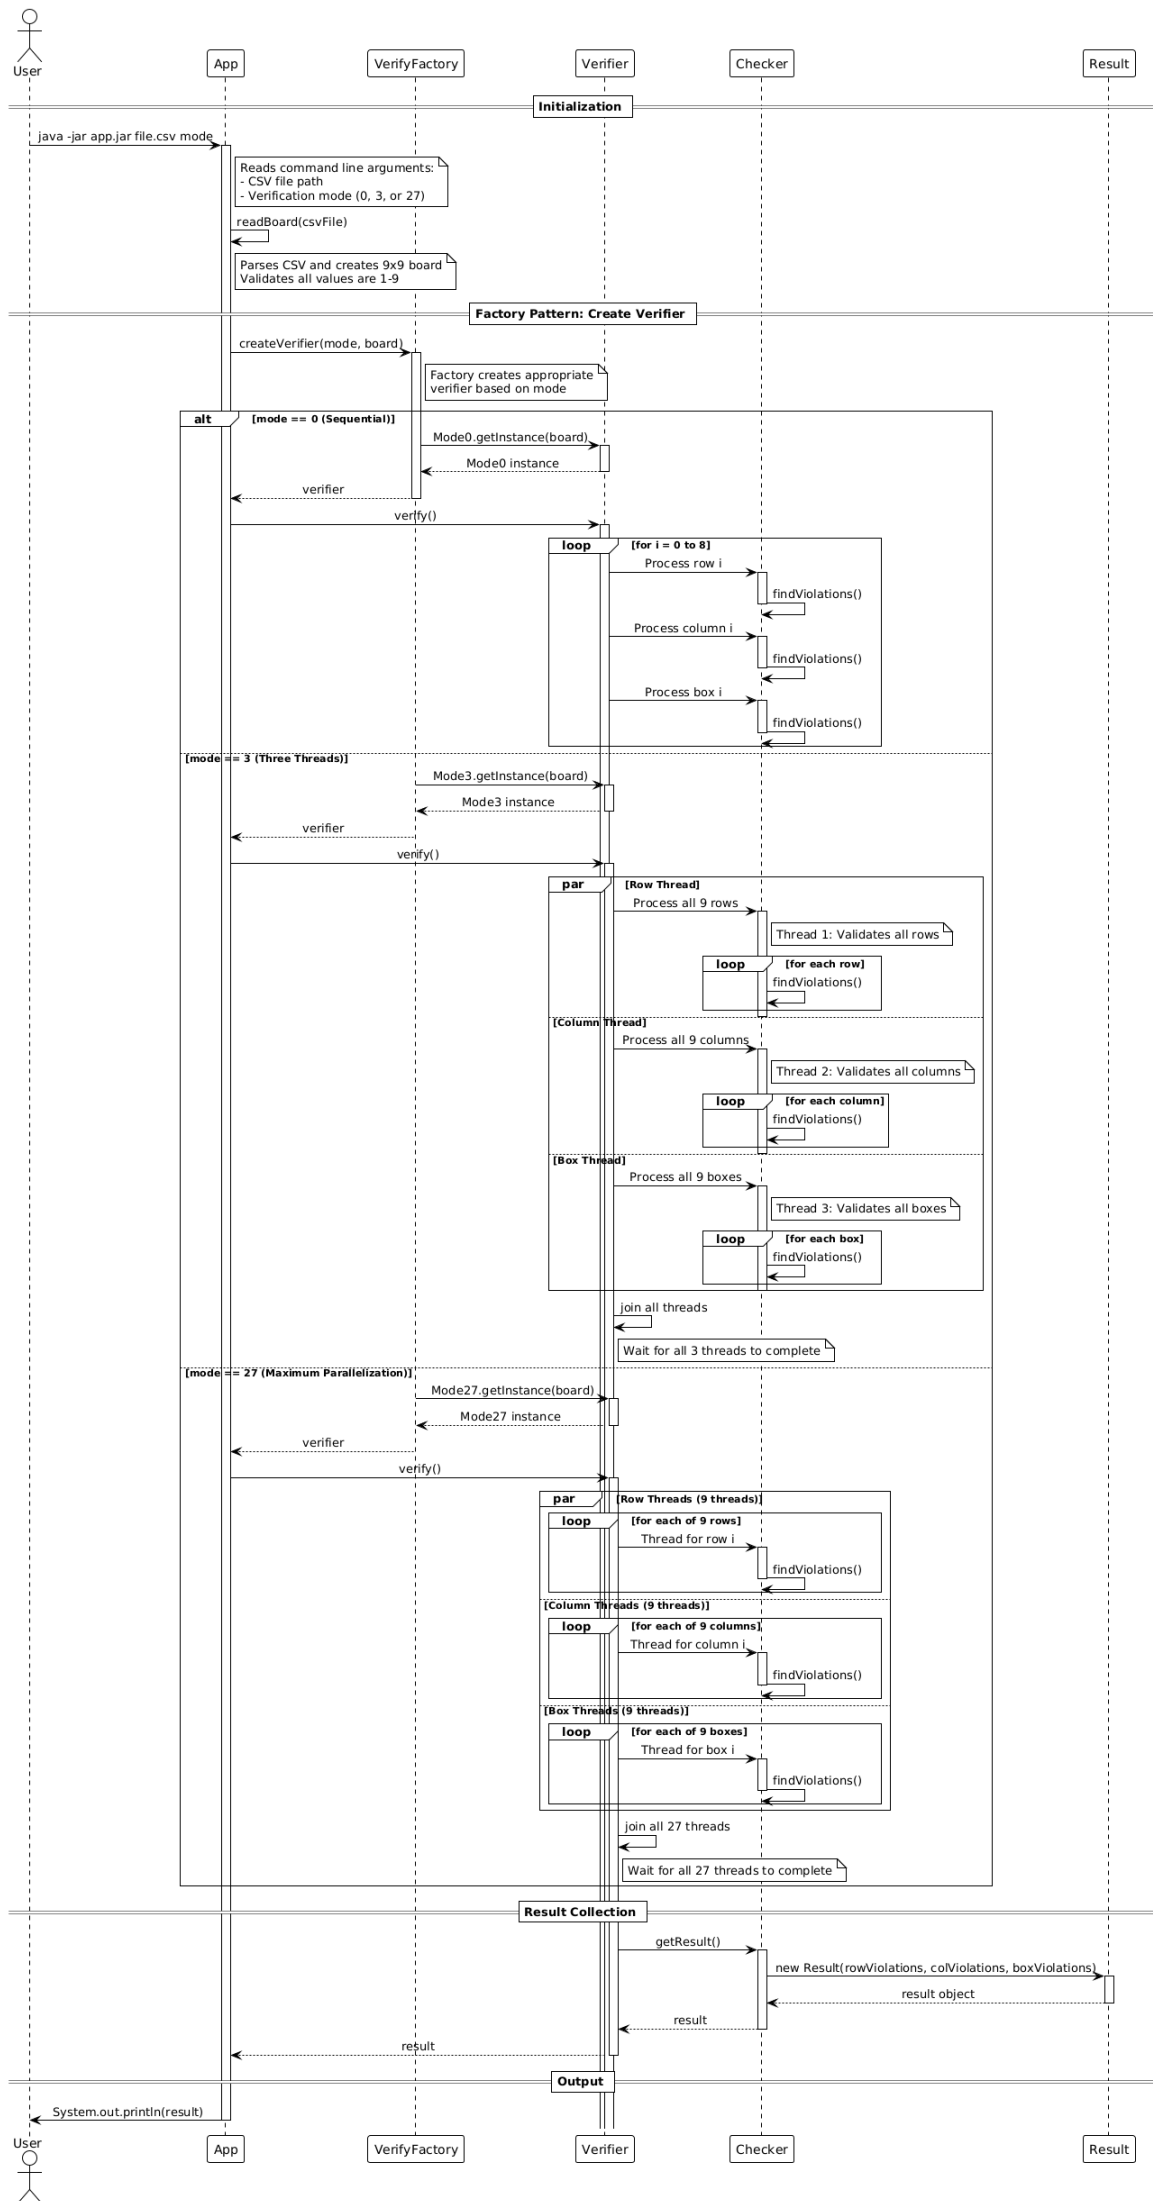 User
App
VerifyFactory
Verifier
Checker
Result
Initialization
java -jar app.jar file.csv mode
Reads command line arguments:
- CSV file path
- Verification mode (0, 3, or 27)
readBoard(csvFile)
Parses CSV and creates 9x9 board
Validates all values are 1-9
Factory Pattern: Create Verifier
createVerifier(mode, board)
Factory creates appropriate
verifier based on mode
alt
[mode == 0 (Sequential)]
Mode0.getInstance(board)
Mode0 instance
verifier
verify()
loop
[for i = 0 to 8]
Process row i
findViolations()
Process column i
findViolations()
Process box i
findViolations()
[mode == 3 (Three Threads)]
Mode3.getInstance(board)
Mode3 instance
verifier
verify()
par
[Row Thread]
Process all 9 rows
Thread 1: Validates all rows
loop
[for each row]
findViolations()
[Column Thread]
Process all 9 columns
Thread 2: Validates all columns
loop
[for each column]
findViolations()
[Box Thread]
Process all 9 boxes
Thread 3: Validates all boxes
loop
[for each box]
findViolations()
join all threads
Wait for all 3 threads to complete
[mode == 27 (Maximum Parallelization)]
Mode27.getInstance(board)
Mode27 instance
verifier
verify()
par
[Row Threads (9 threads)]
loop
[for each of 9 rows]
Thread for row i
findViolations()
[Column Threads (9 threads)]
loop
[for each of 9 columns]
Thread for column i
findViolations()
[Box Threads (9 threads)]
loop
[for each of 9 boxes]
Thread for box i
findViolations()
join all 27 threads
Wait for all 27 threads to complete
Result Collection
getResult()
new Result(rowViolations, colViolations, boxViolations)
result object
result
result
Output
System.out.println(result)
User
App
VerifyFactory
Verifier
Checker
Result